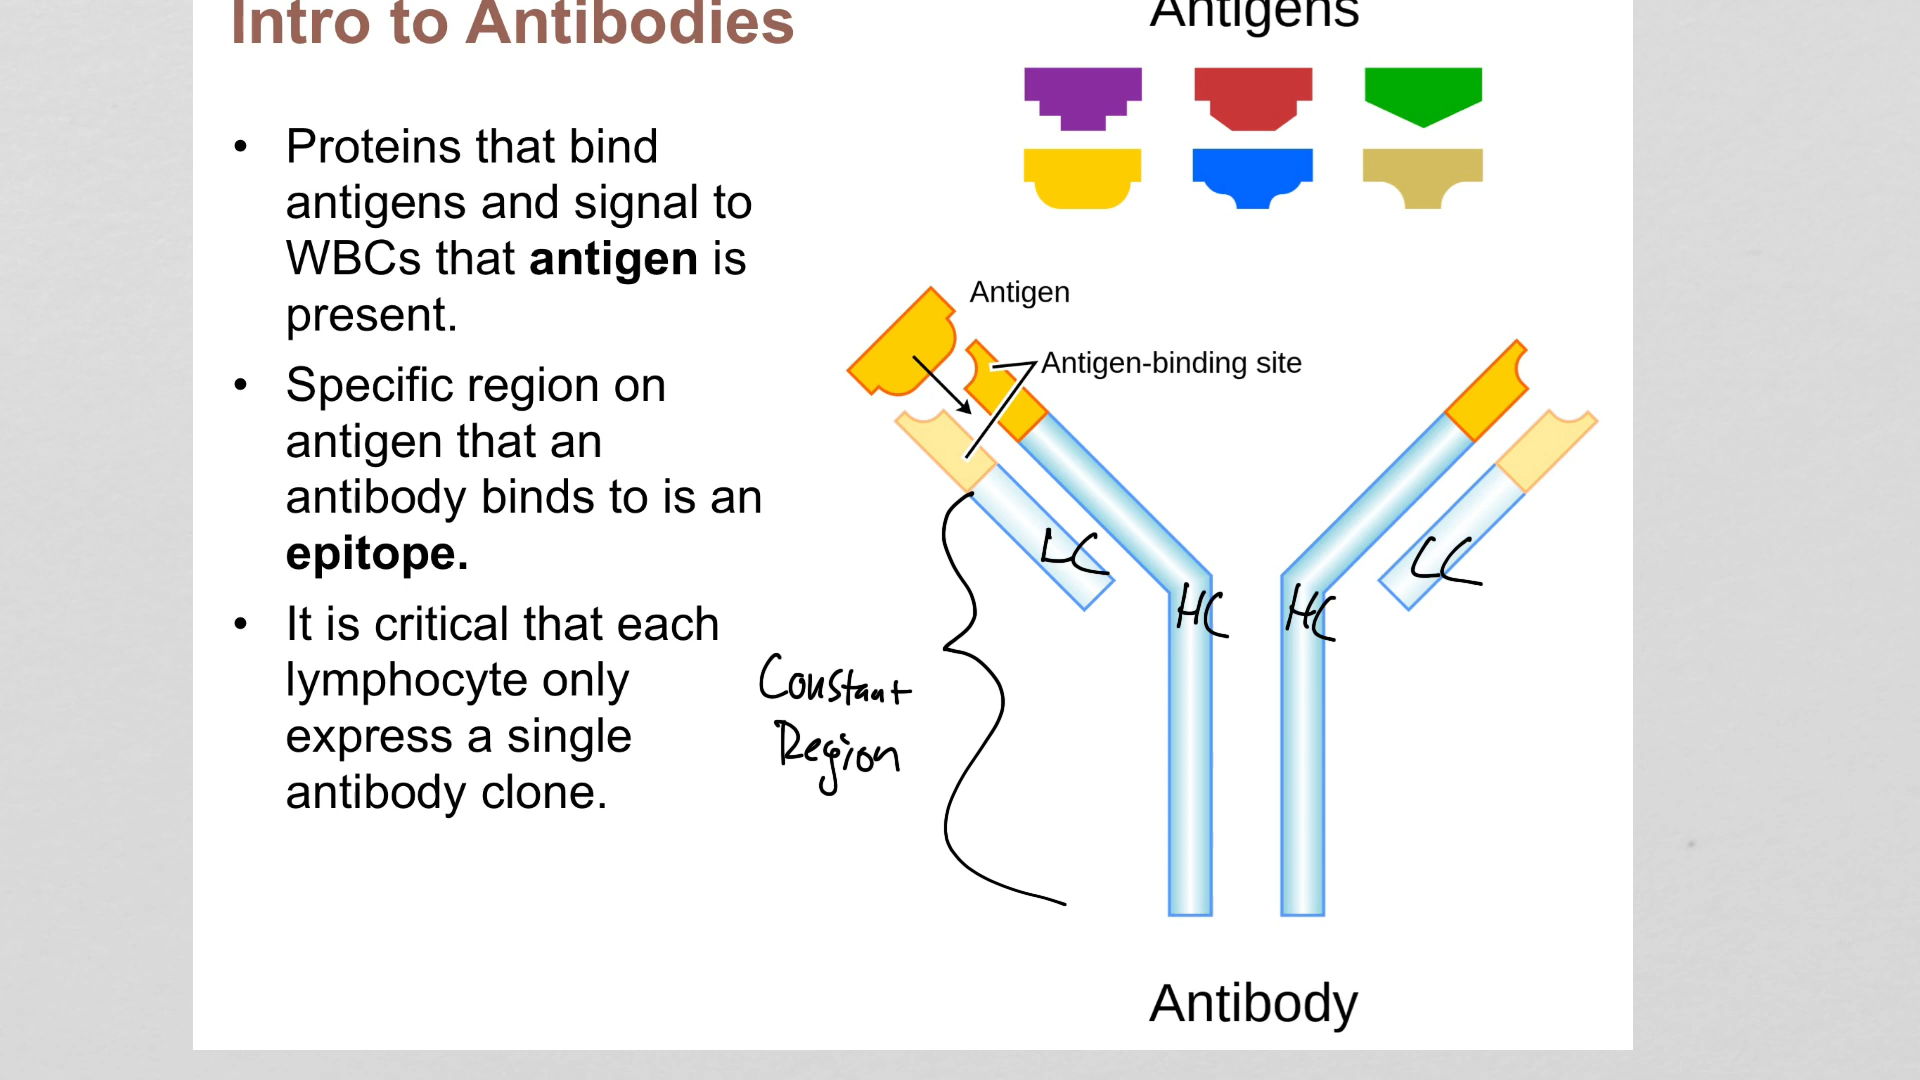 Intro to Antibodies
• Proteins that bind
antigens and signal to
WBCs that antigen is
present.
• Specific region on
antigen that an
antibody binds to is an
epitope.
• It is critical that each
lymphocyte only
express a single
antibody clone.
Antigens
Antigen
Antigen-binding site
LC
LC
HC
HC
Constant
Region
Antibody